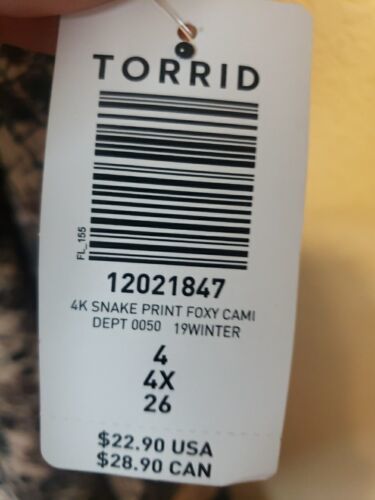 TORRID
FL_155
12021847
4K SNAKE PRINT FOXY CAMI
DEPT 0050 19WINTER
4
4X
26
$22.90 USA
$28.90 CAN